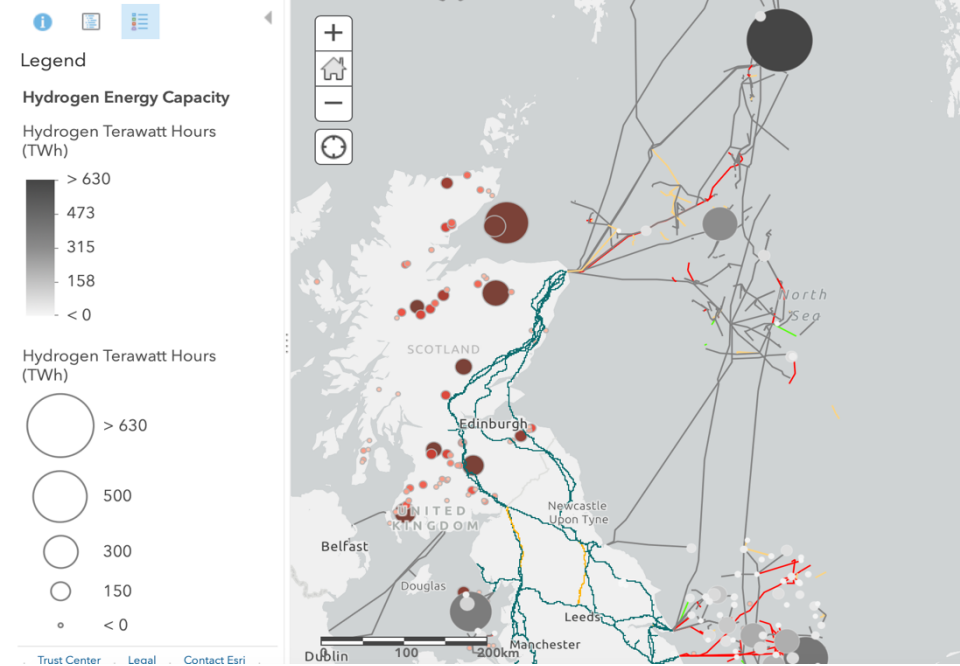 Legend
Hydrogen Energy Capacity
Hydrogen Terawatt Hours
(TWh)
> 630
473
315
158
< 0
Hydrogen Terawatt Hours
(TWh)
> 630
500
300
150
< 0
Trust Center
Legal
Contact Esri
North
Sea
SCOTLAND
Edinburgh
UNITED
KINGDOM
Newcastle
Upon Tyne
Belfast
Douglas
Leeds
Manchester
Dublin
0
100
200km